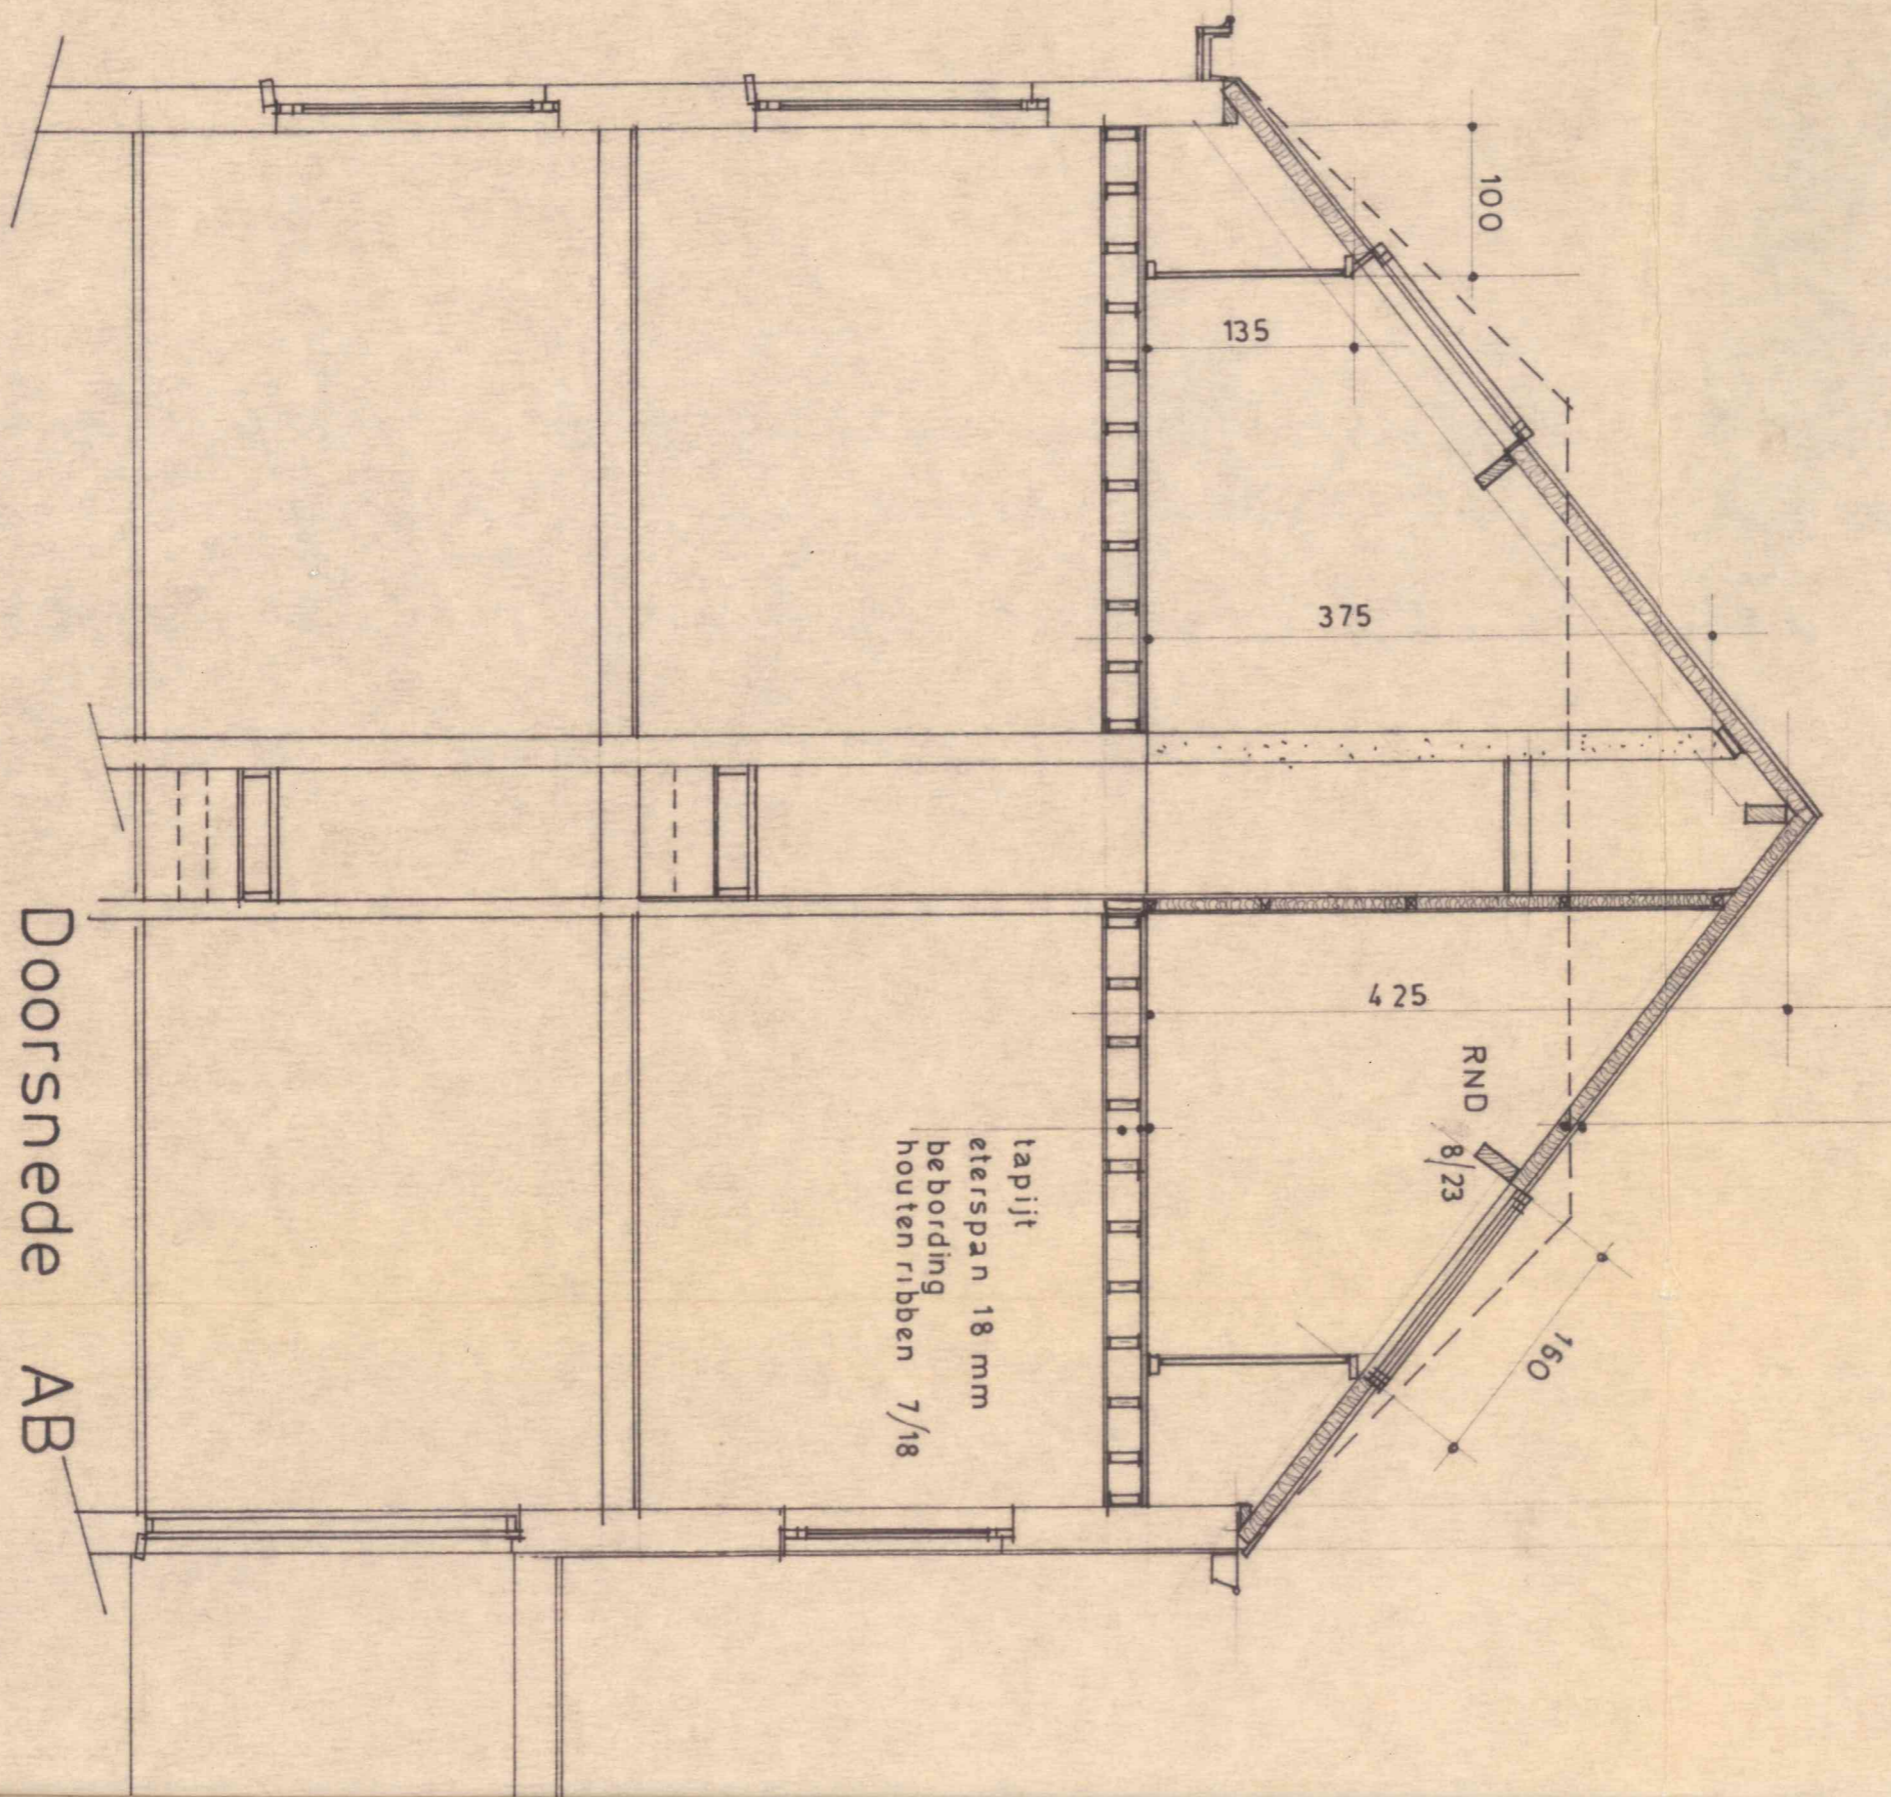 100
135
375
425
RND
8/23
160
tapijt
eterspan 18 mm
bebording
houten ribben 7/18
Doorsnede AB